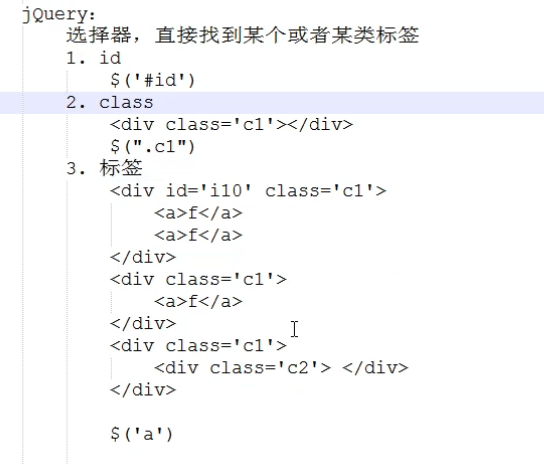 jQuery:
选择器，直接找到某个或者某类标签
1. id
$('#id')
2. class
<div class='c1'></div>
$(".c1")
3. 标签
<div id='i10' class='c1'>
<a>f</a>
<a>f</a>
</div>
<div class='c1'>
<a>f</a>
</div>
<div class='c1'>
<div class='c2'> </div>
</div>
$('a')